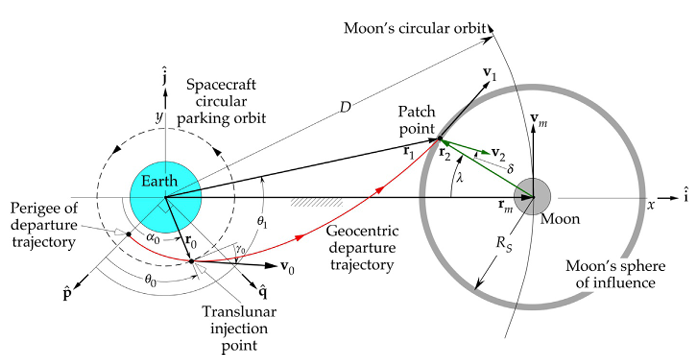 Moon's circular orbit
ĵ
Spacecraft
circular
parking orbit
y
D
v₁
Patch
point
vₘ
r₁
r₂
v₂
δ
λ
Earth
î
x
rₘ
Moon
Perigee of
departure
trajectory
α₀
r₀
θ₁
Geocentric
departure
trajectory
γ₀
v₀
R_S
Moon's sphere
of influence
θ₀
p̂
q̂
Translunar
injection
point